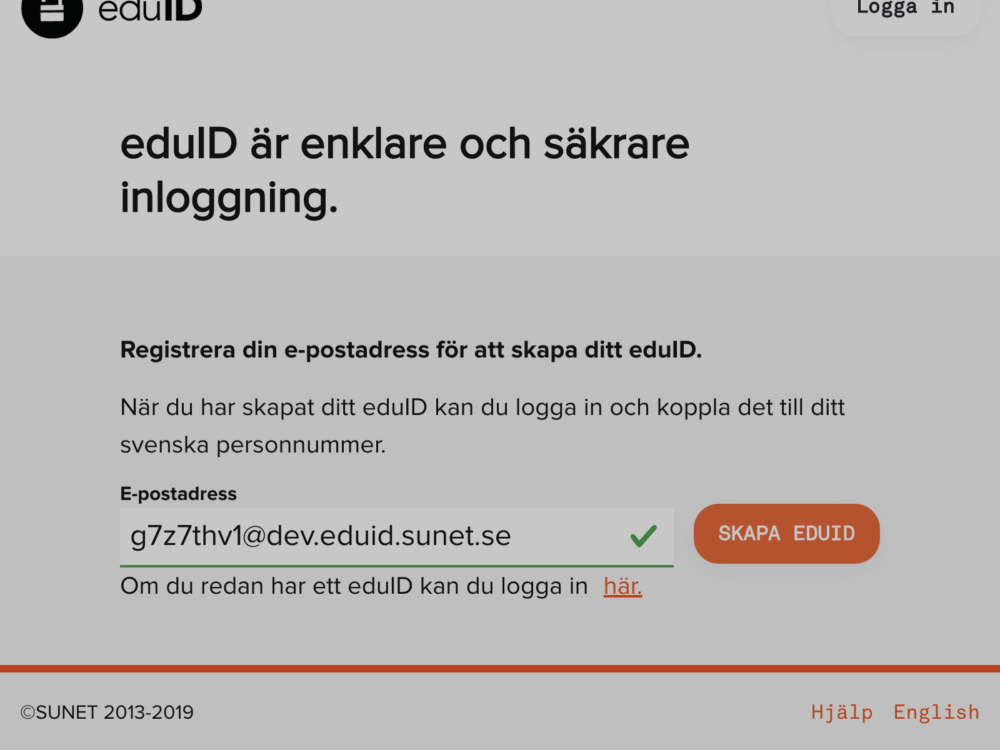 eduID
Logga in
eduID är enklare och säkrare
inloggning.
Registrera din e-postadress för att skapa ditt eduID.
När du har skapat ditt eduID kan du logga in och koppla det till ditt
svenska personnummer.
E-postadress
g7z7thv1@dev.eduid.sunet.se
SKAPA EDUID
Om du redan har ett eduID kan du logga in här.
©SUNET 2013-2019
Hjälp English